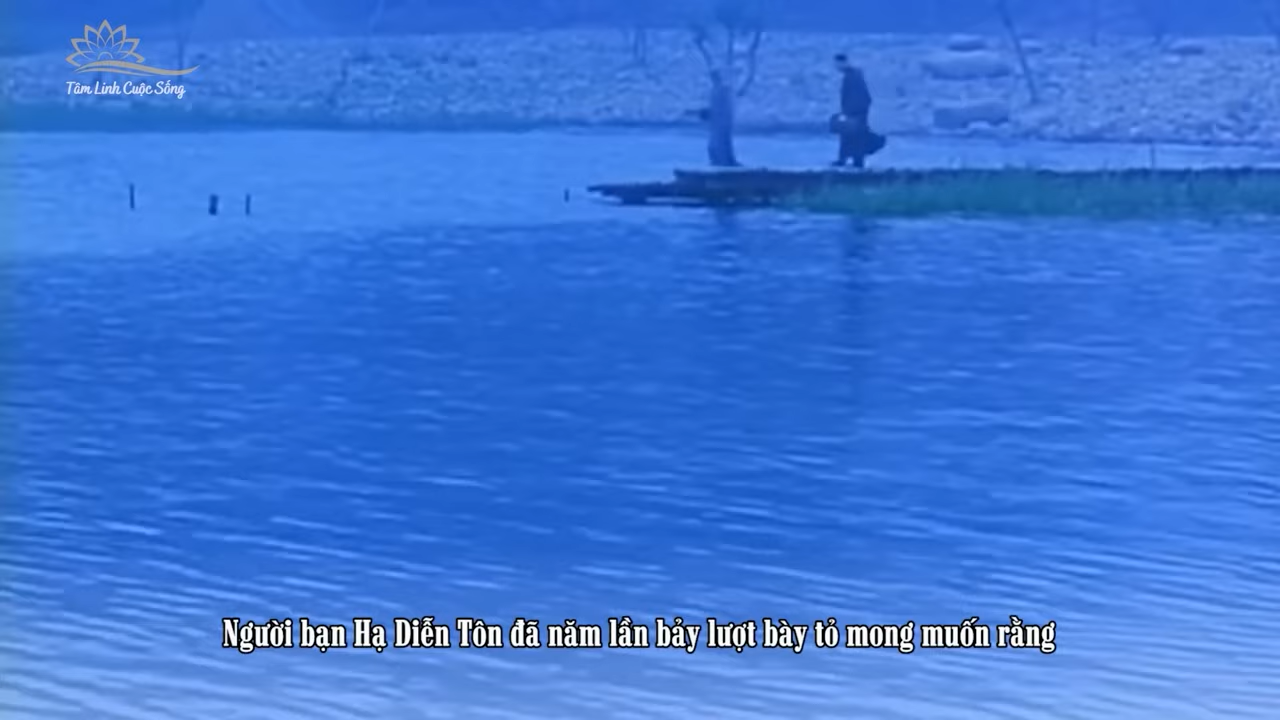 Tâm Linh Cuộc Sống
Người bạn Hạ Diễn Tôn đã năm lần bảy lượt bày tỏ mong muốn rằng